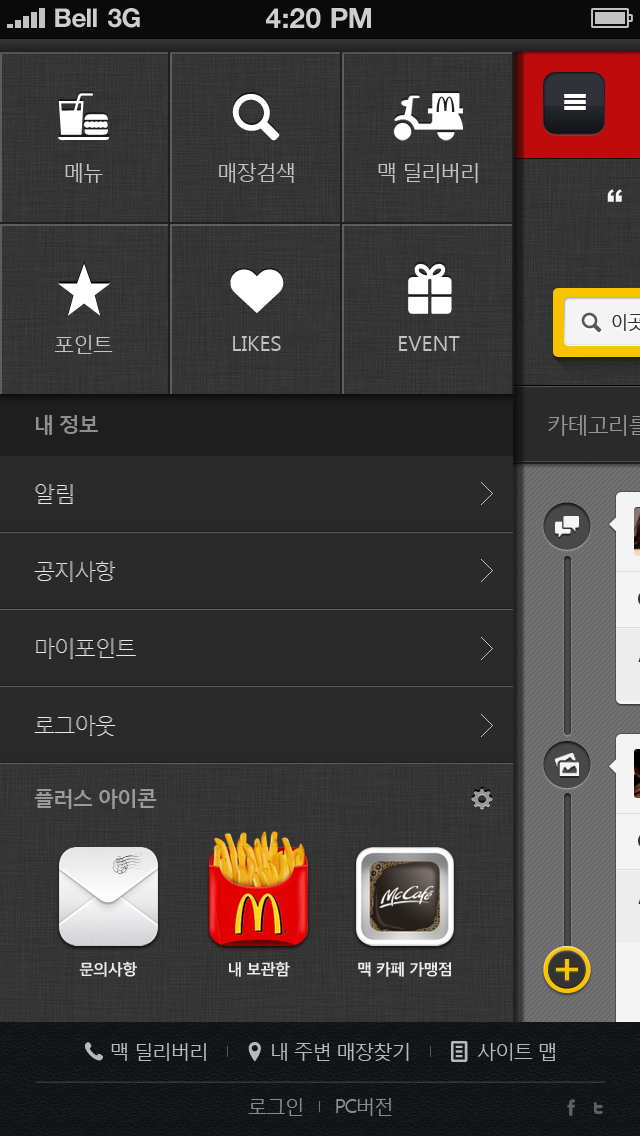 Bell 3G 4:20 PM
메뉴 매장검색 맥 딜리버리
“
포인트 LIKES EVENT
이곳
내 정보
카테고리를
알림
공지사항
마이포인트
로그아웃
플러스 아이콘
McCafé
문의사항 내 보관함 맥 카페 가맹점
맥 딜리버리 내 주변 매장찾기 사이트 맵
로그인 PC버전